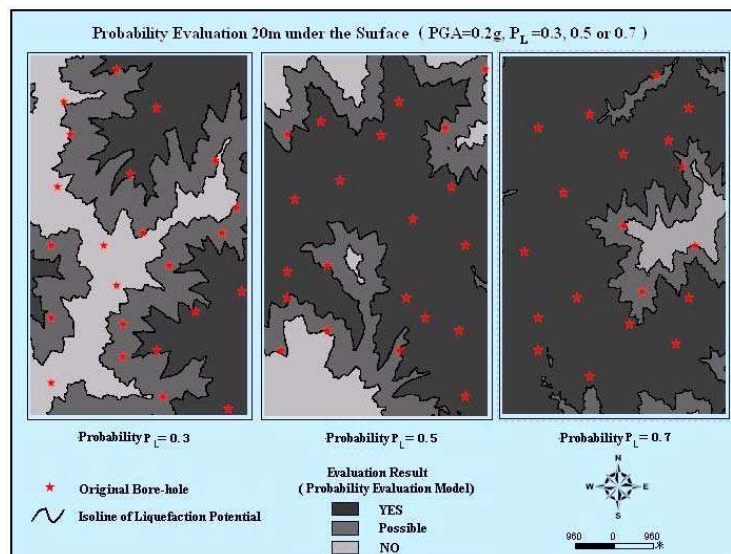 Probability Evaluation 20m under the Surface ( PGA=0.2g, PL =0.3, 0.5 or 0.7 )
Probability PL = 0.3
Probability PL = 0.5
Probability PL = 0.7
Original Bore-hole
Isoline of Liquefaction Potential
Evaluation Result
( Probability Evaluation Model)
YES
Possible
NO
N
W
E
S
960 0 960